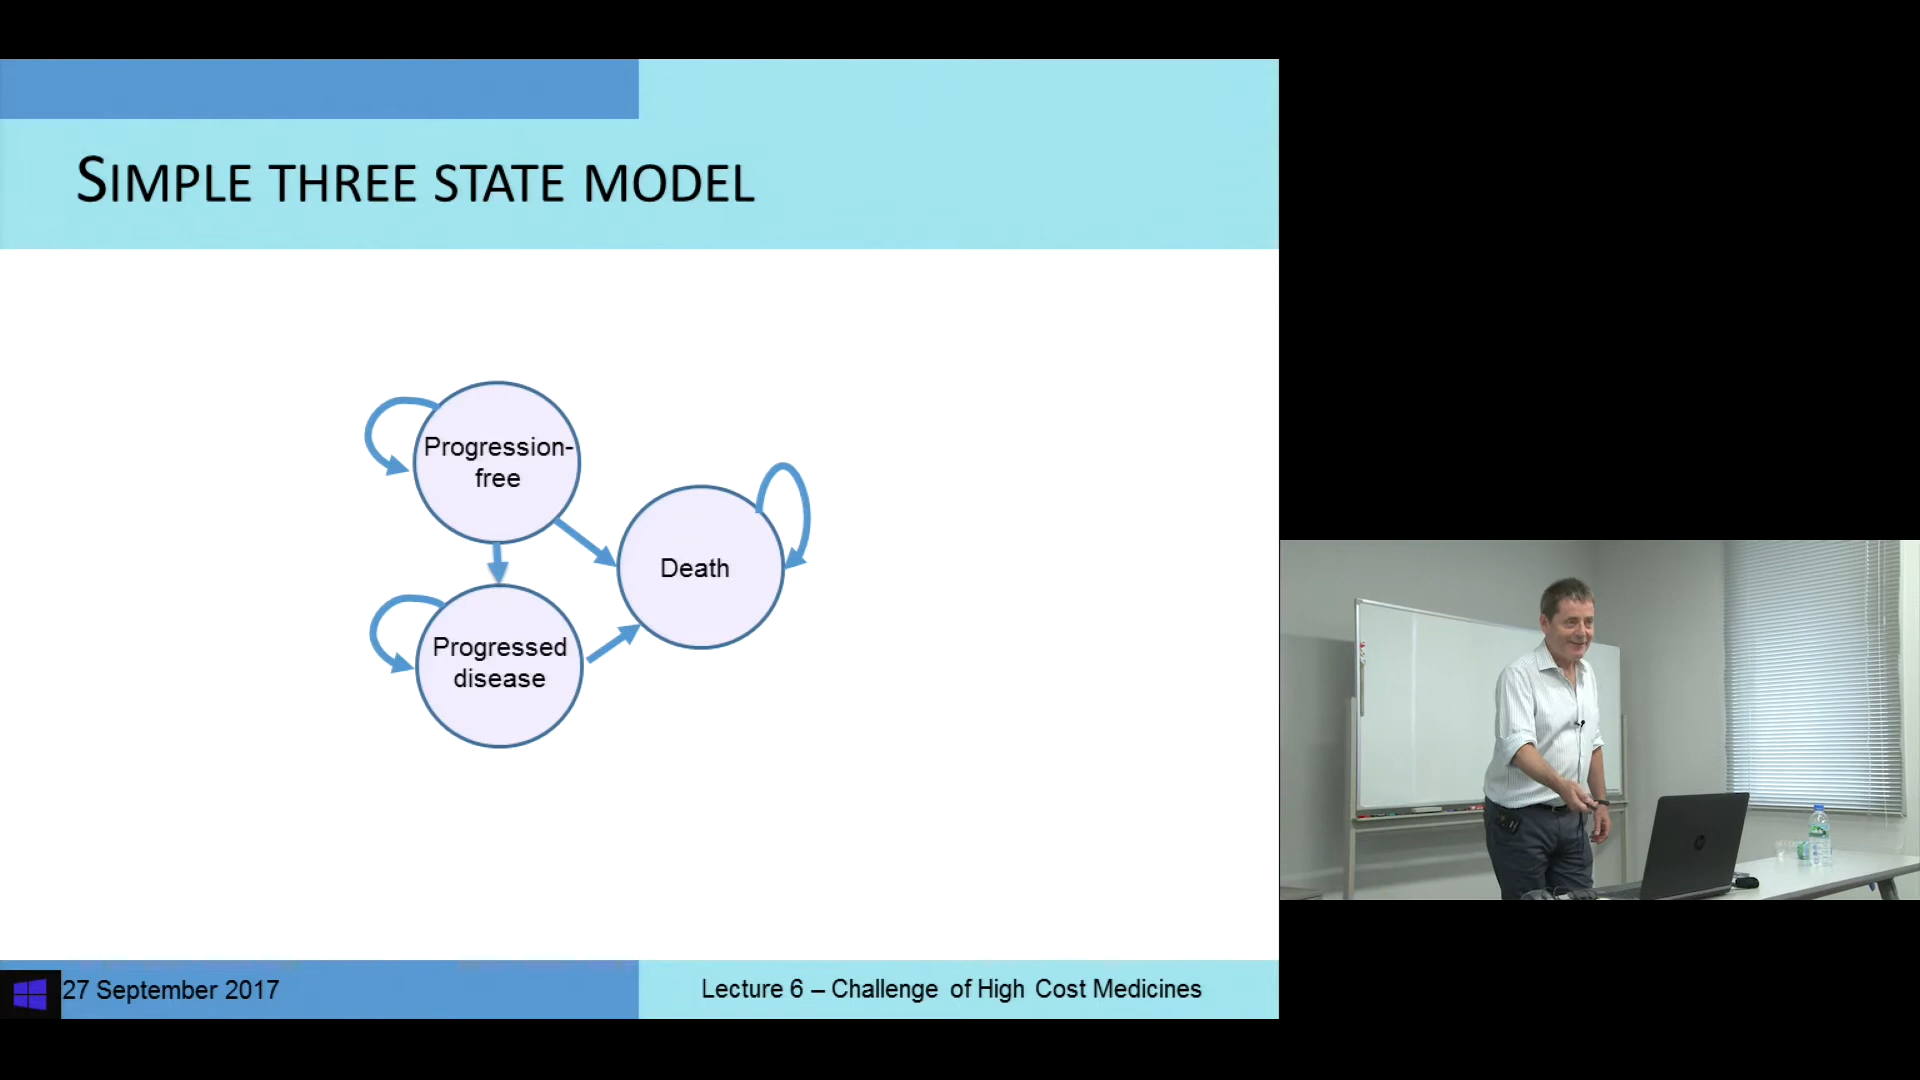 SIMPLE THREE STATE MODEL
Progression-
free
Death
Progressed
disease
27 September 2017
Lecture 6 – Challenge of High Cost Medicines